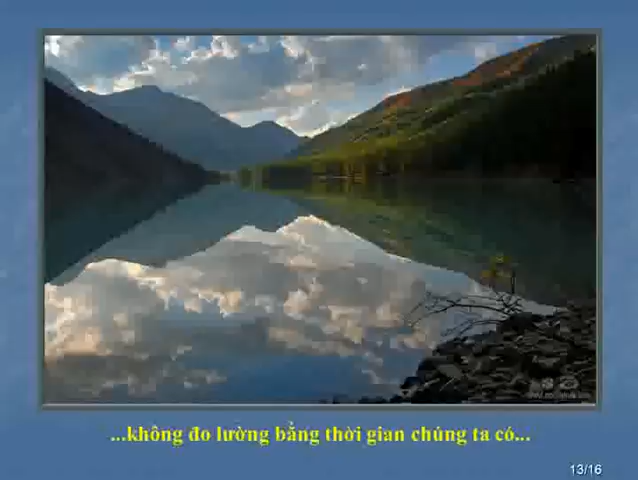 ...không đo lường bằng thời gian chúng ta có...
13/16